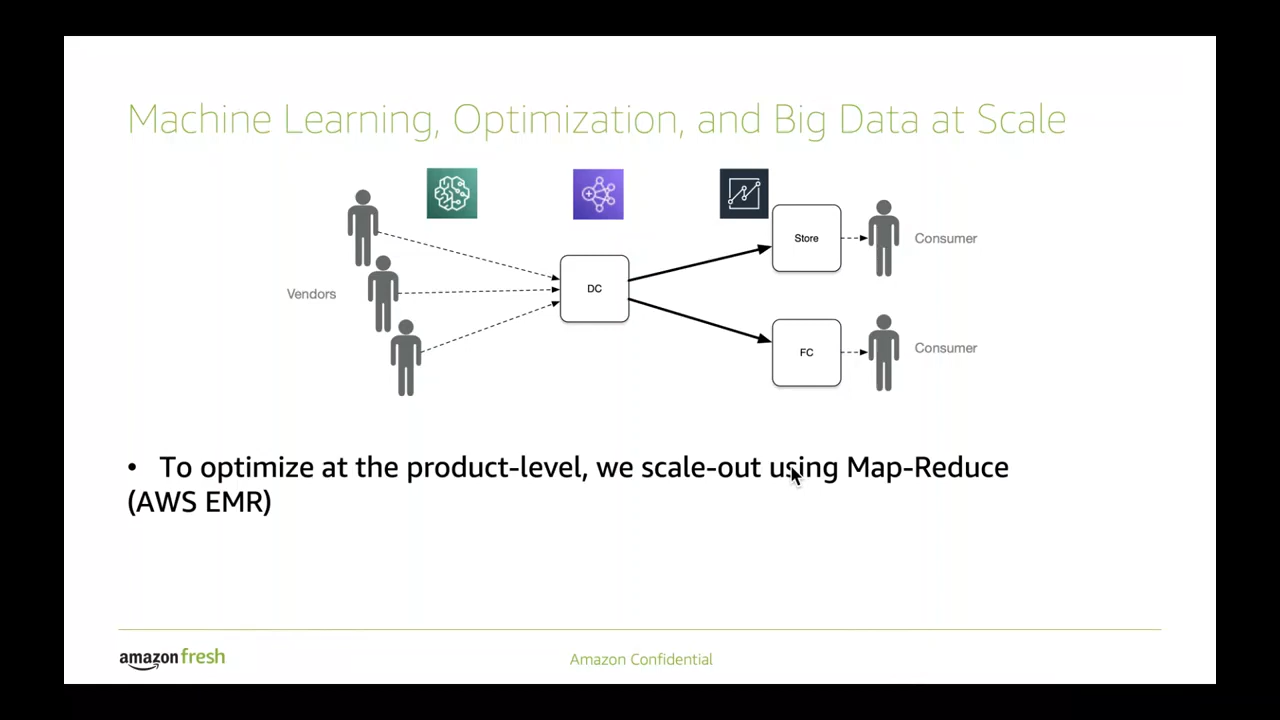 Machine Learning, Optimization, and Big Data at Scale
Vendors
DC
Store
Consumer
FC
Consumer
• To optimize at the product-level, we scale-out using Map-Reduce
(AWS EMR)
amazon fresh
Amazon Confidential